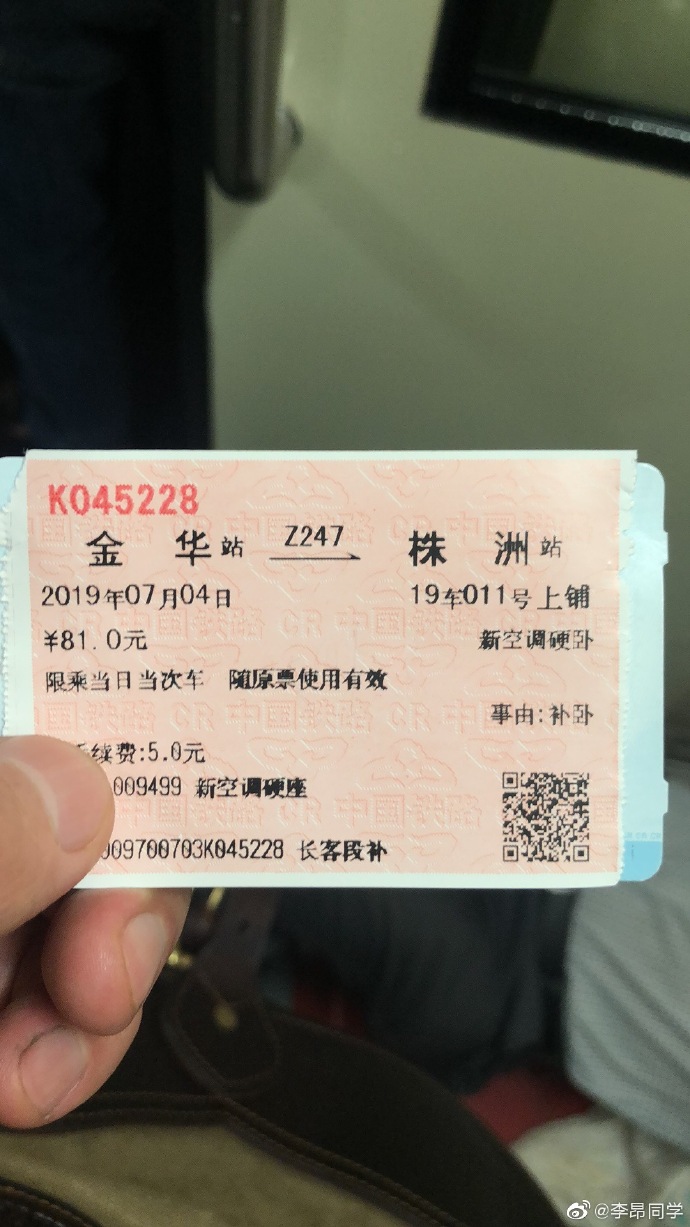 K045228
金华站 Z247 株洲站
2019年07月04日 19车011号上铺
¥81.0元 新空调硬卧
限乘当日当次车 随原票使用有效
事由:补卧
续费:5.0元
009499 新空调硬座
009700703K045228 长客段补
@李昂同学